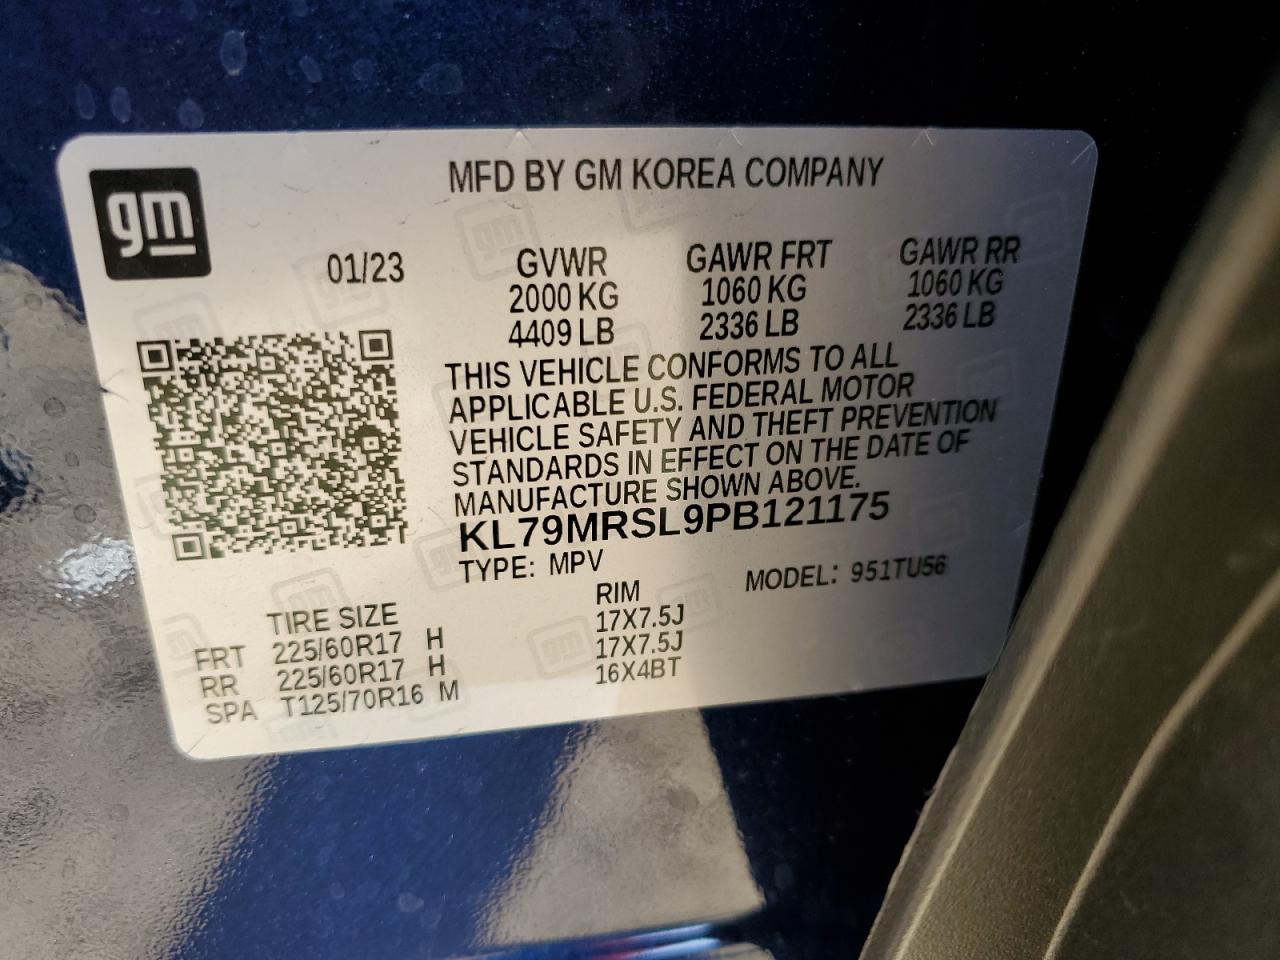 gm
MFD BY GM KOREA COMPANY
01/23
GVWR GAWR FRT GAWR RR
2000 KG 1060 KG 1060 KG
4409 LB 2336 LB 2336 LB
THIS VEHICLE CONFORMS TO ALL
APPLICABLE U.S. FEDERAL MOTOR
VEHICLE SAFETY AND THEFT PREVENTION
STANDARDS IN EFFECT ON THE DATE OF
MANUFACTURE SHOWN ABOVE.
KL79MRSL9PB121175
TYPE: MPV MODEL: 951TU56
TIRE SIZE RIM
FRT 225/60R17 H 17X7.5J
RR 225/60R17 H 17X7.5J
SPA T125/70R16 M 16X4BT